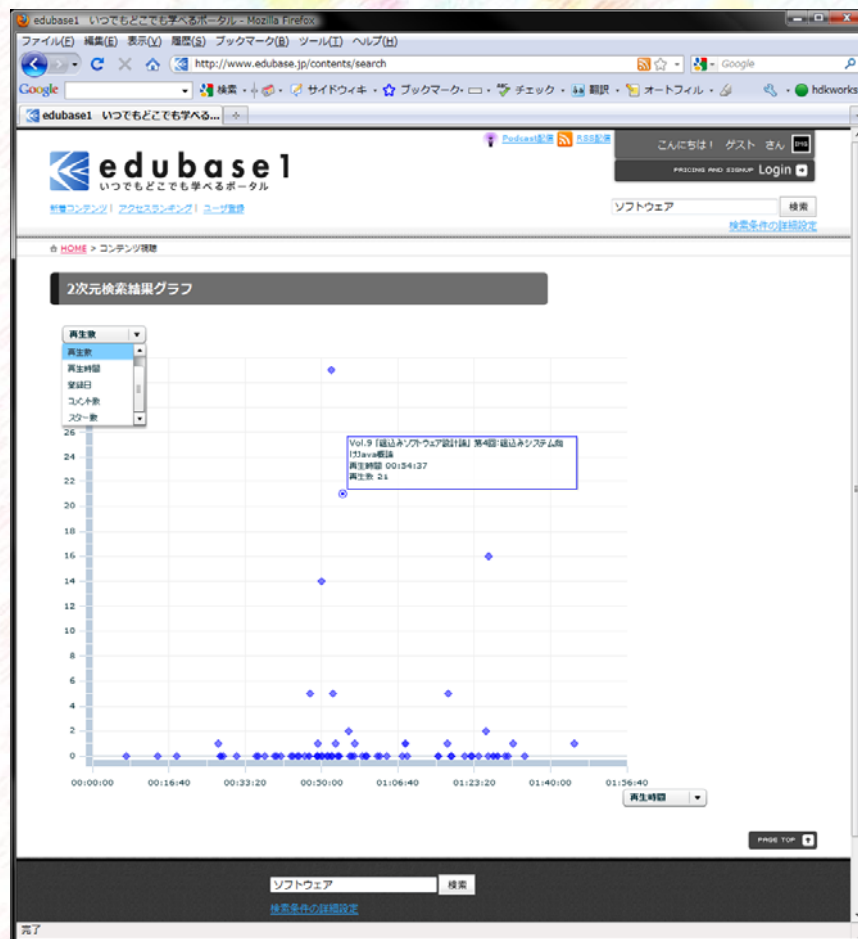 edubase1 いつでもどこでも学べるポータル - Mozilla Firefox
ファイル(F) 編集(E) 表示(V) 履歴(S) ブックマーク(B) ツール(T) ヘルプ(H)
http://www.edubase.jp/contents/search
Google
Google 検索 サイドウィキ ブックマーク チェック 翻訳 オートフィル hdkworks
edubase1 いつでもどこでも学べる...
Podcast配信 RSS配信
こんにちは! ゲスト さん
PRICING AND SIGNUP Login
edubase1
いつでもどこでも学べるポータル
新着コンテンツ | アクセスランキング | ユーザ登録
ソフトウェア 検索
検索条件の詳細設定
HOME > コンテンツ視聴
2次元検索結果グラフ
再生数
再生数
再生時間
登録日
コメント数
スター数
26
24
22
20
18
16
14
12
10
8
6
4
2
0
Vol.9 「組込みソフトウェア設計論」 第4回:組込みシステム向
けJava概論
再生時間 00:54:37
再生数 21
00:00:00 00:16:40 00:33:20 00:50:00 01:06:40 01:23:20 01:40:00 01:56:40
再生時間
PAGE TOP
ソフトウェア 検索
検索条件の詳細設定
完了